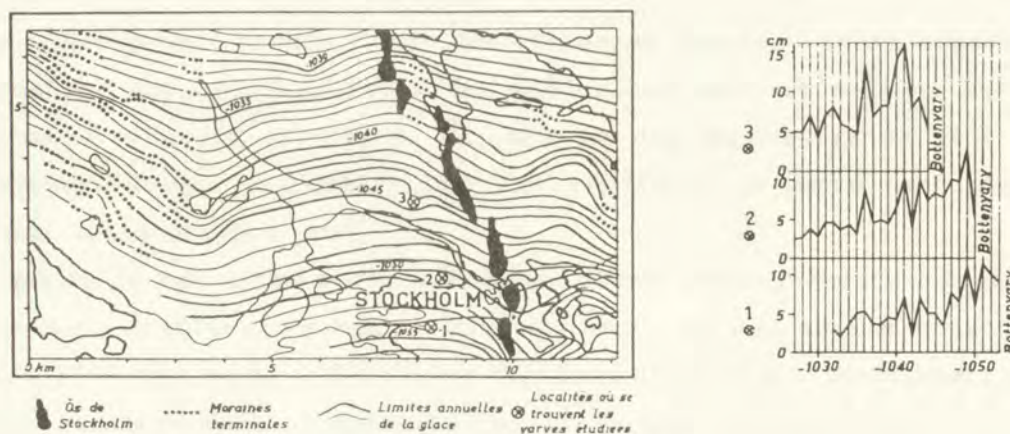 -1035
-1030
5
-1040
-1045
3
-1050
2
STOCKHOLM
-1055
1
0 km
5
10
Ås de
Stockholm
Moraines
terminales
Limites annuelles
de la glace
Localités où se
trouvent les
varves étudiées
cm
15
10
5
0
3
Bottenvarv
10
5
0
2
Bottenvarv
10
5
0
1
Bottenvarv
-1030
-1040
-1050